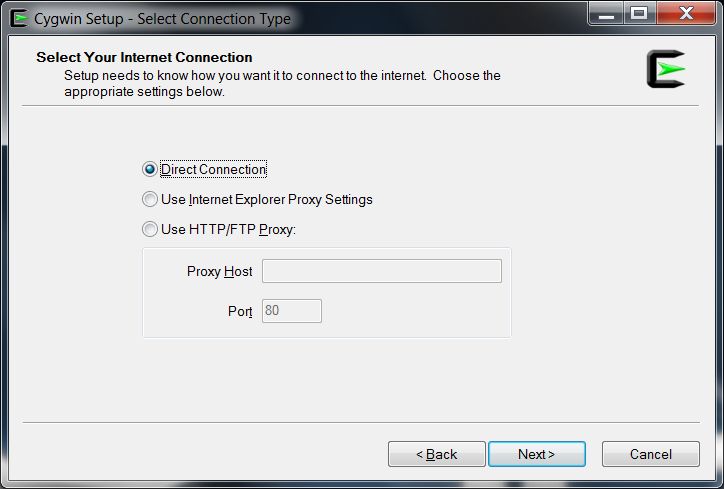 Cygwin Setup - Select Connection Type
Select Your Internet Connection
Setup needs to know how you want it to connect to the internet. Choose the
appropriate settings below.
Direct Connection
Use Internet Explorer Proxy Settings
Use HTTP/FTP Proxy:
Proxy Host
Port 80
< Back Next > Cancel